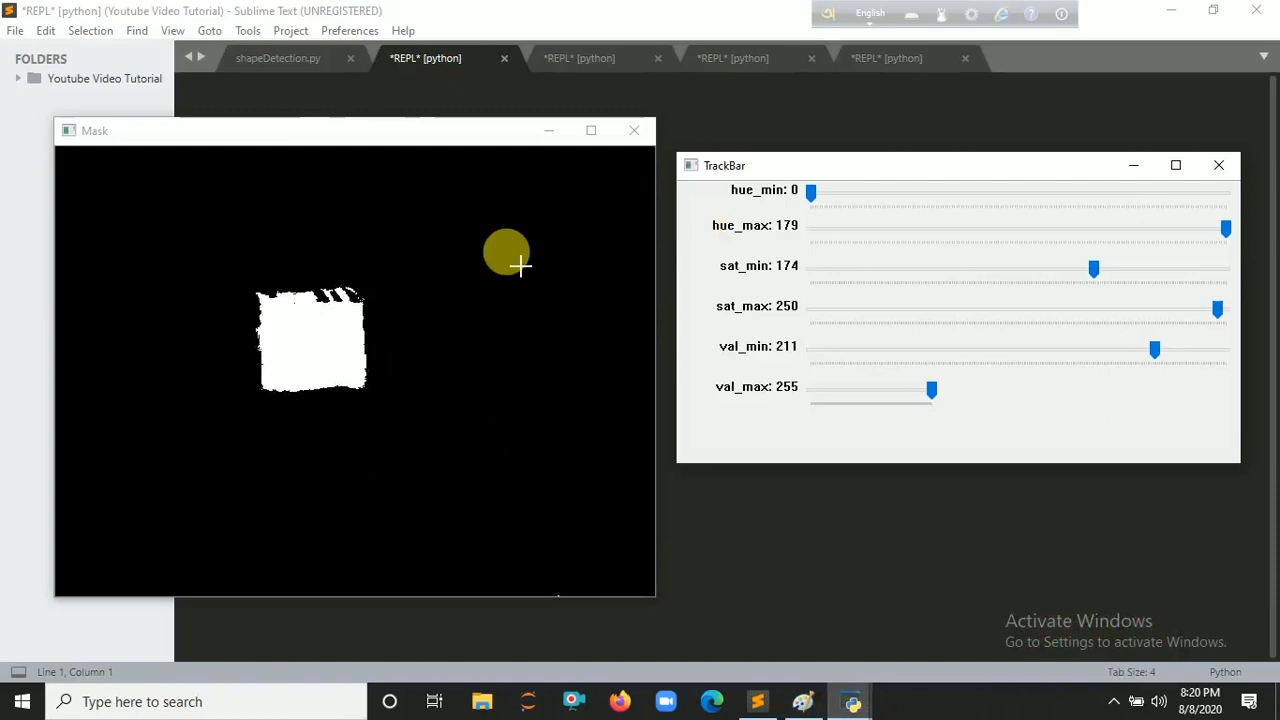 *REPL* [python] (Youtube Video Tutorial) - Sublime Text (UNREGISTERED)
English
File Edit Selection Find View Goto Tools Project Preferences Help
FOLDERS
Youtube Video Tutorial
shapeDetection.py
*REPL* [python]
*REPL* [python]
*REPL* [python]
*REPL* [python]
Mask
TrackBar
hue_min: 0
hue_max: 179
sat_min: 174
sat_max: 250
val_min: 211
val_max: 255
Activate Windows
Go to Settings to activate Windows.
Line 1, Column 1
Tab Size: 4
Python
Type here to search
8:20 PM
8/8/2020